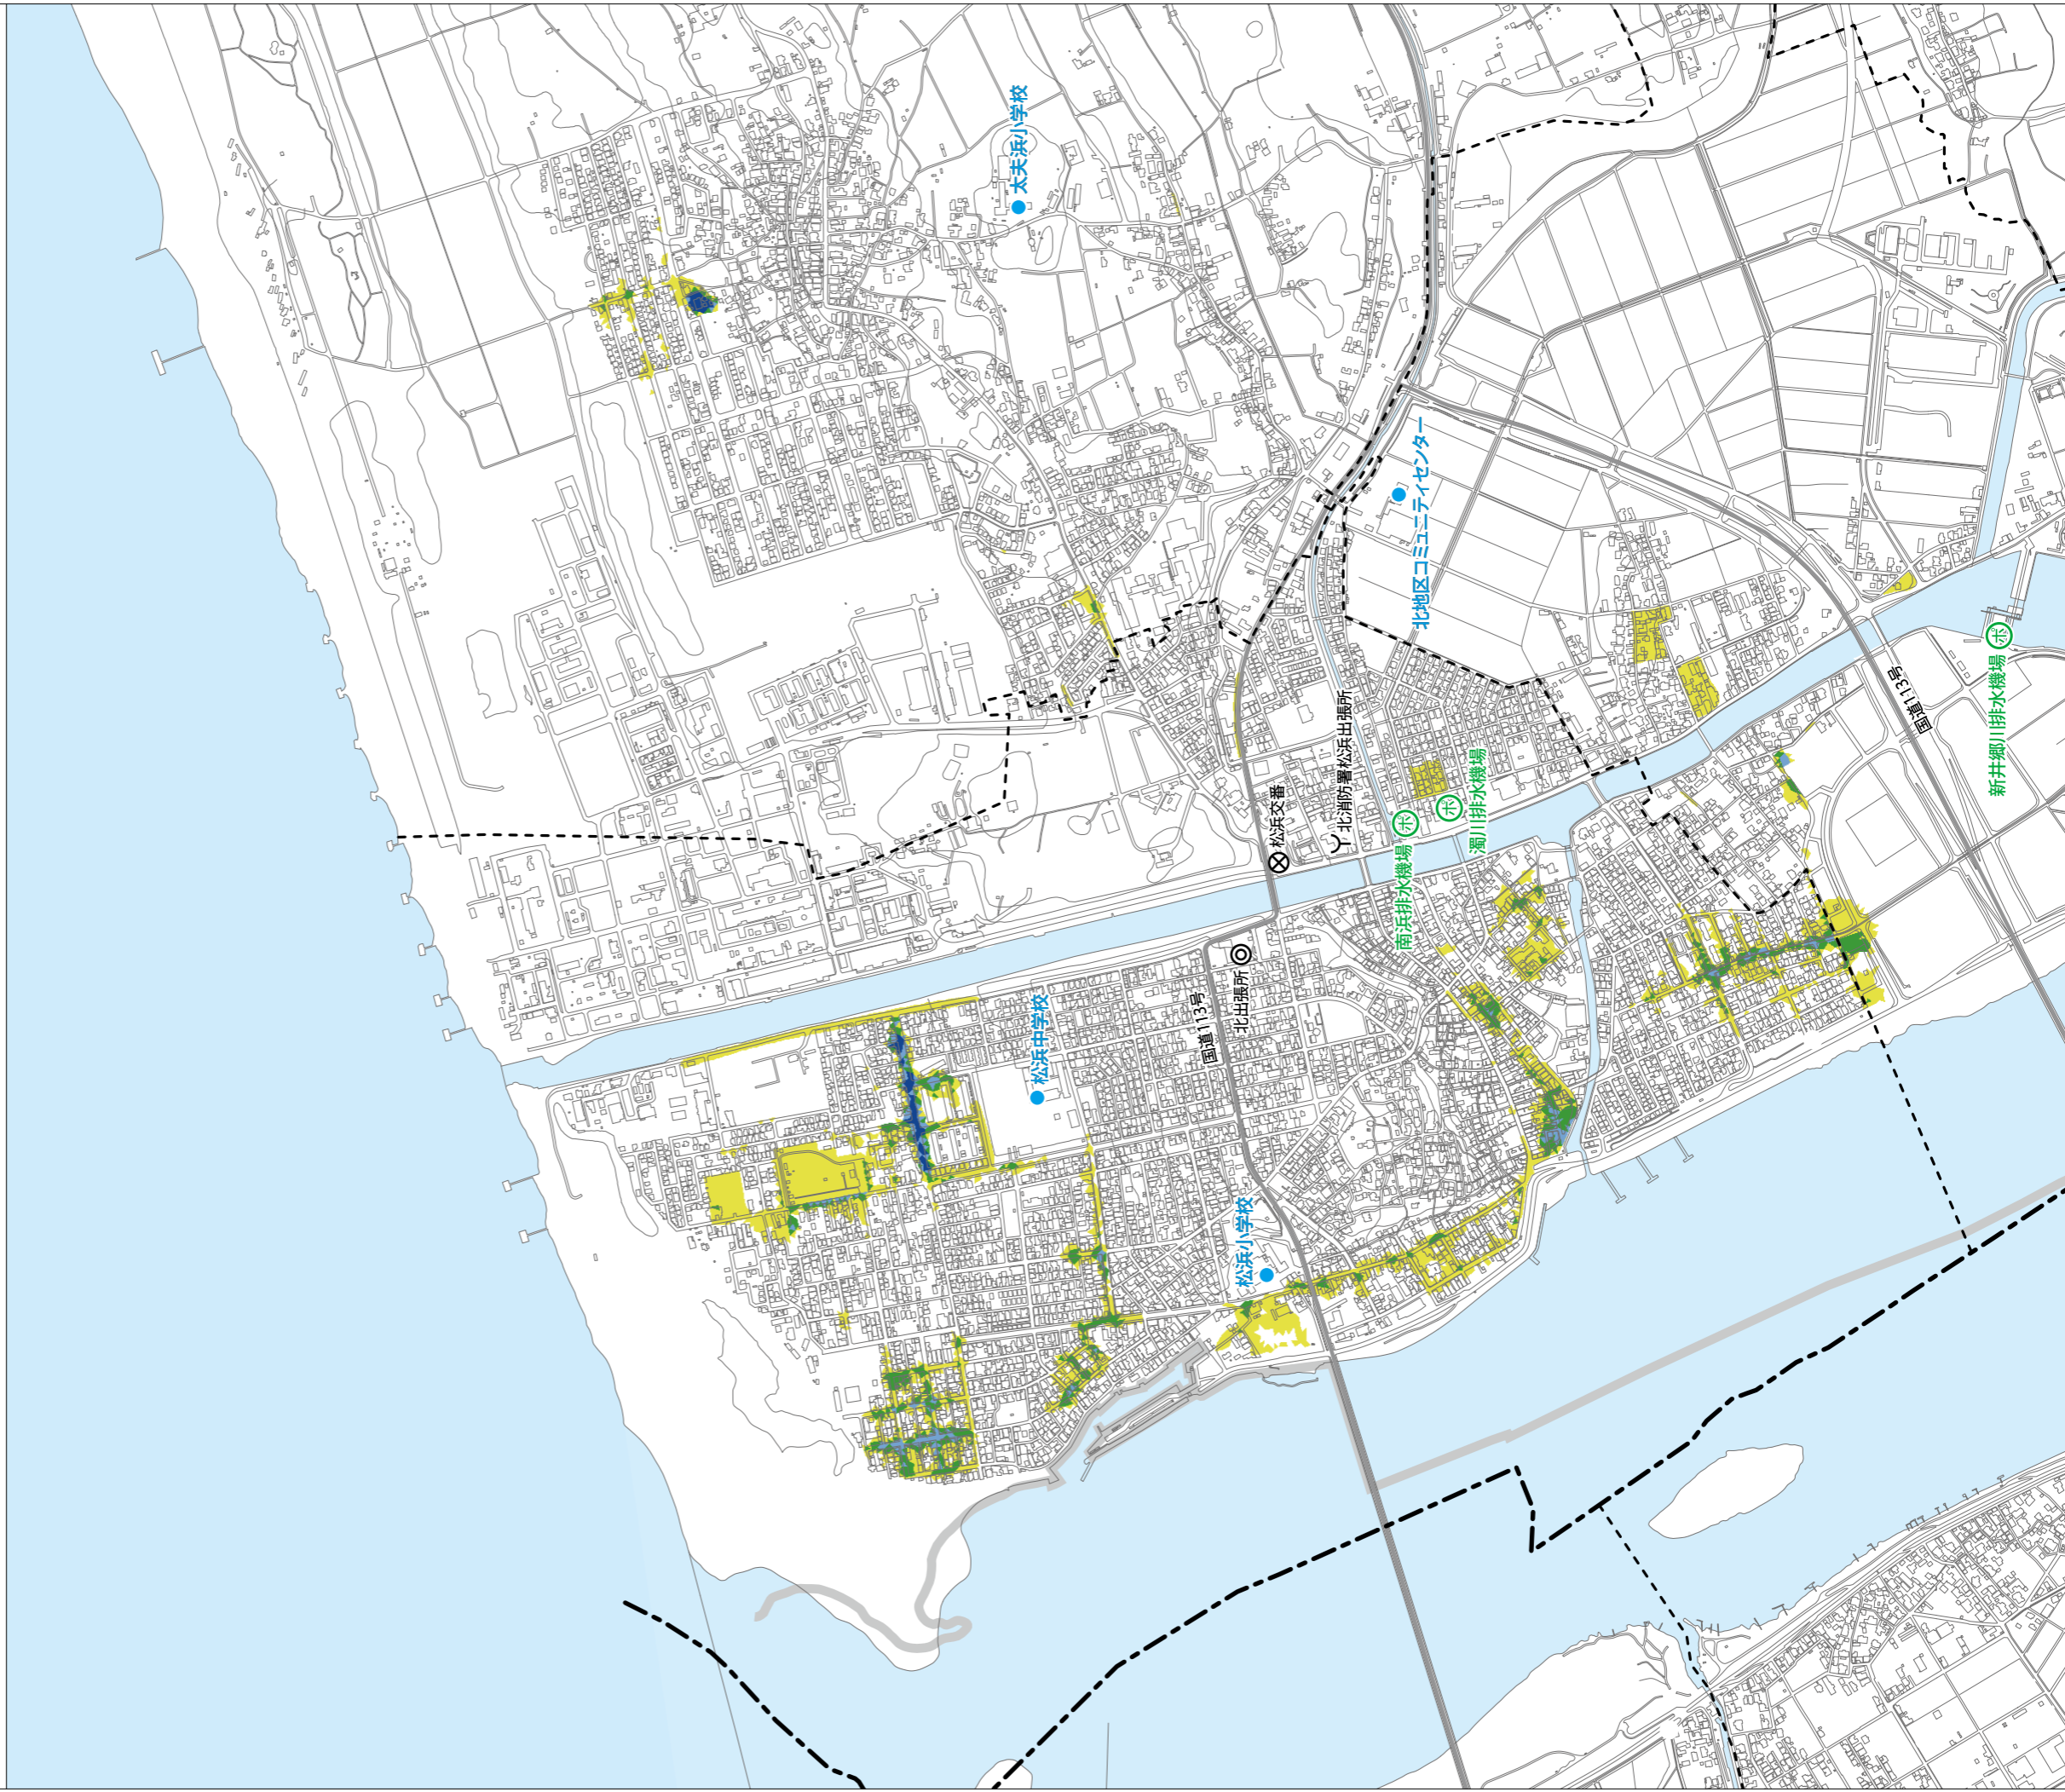 太夫浜小学校
北地区コミュニティセンター
国道113号
新井郷川排水機場
ポ
北消防署松浜出張所
松浜交番
濁川排水機場
ポ
南浜排水機場
ポ
松浜中学校
国道113号
北出張所
松浜小学校